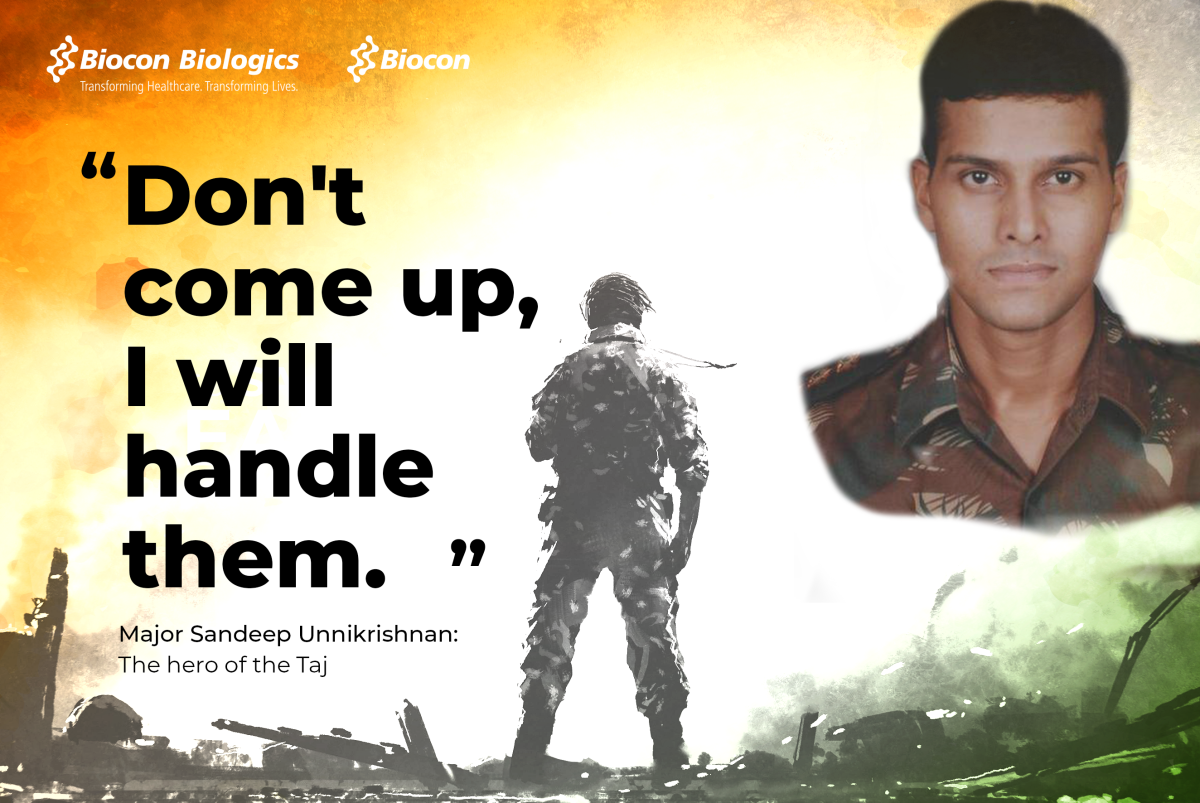 Biocon Biologics
Transforming Healthcare. Transforming Lives.
Biocon
“Don't
come up,
I will
handle
them. ”
Major Sandeep Unnikrishnan:
The hero of the Taj